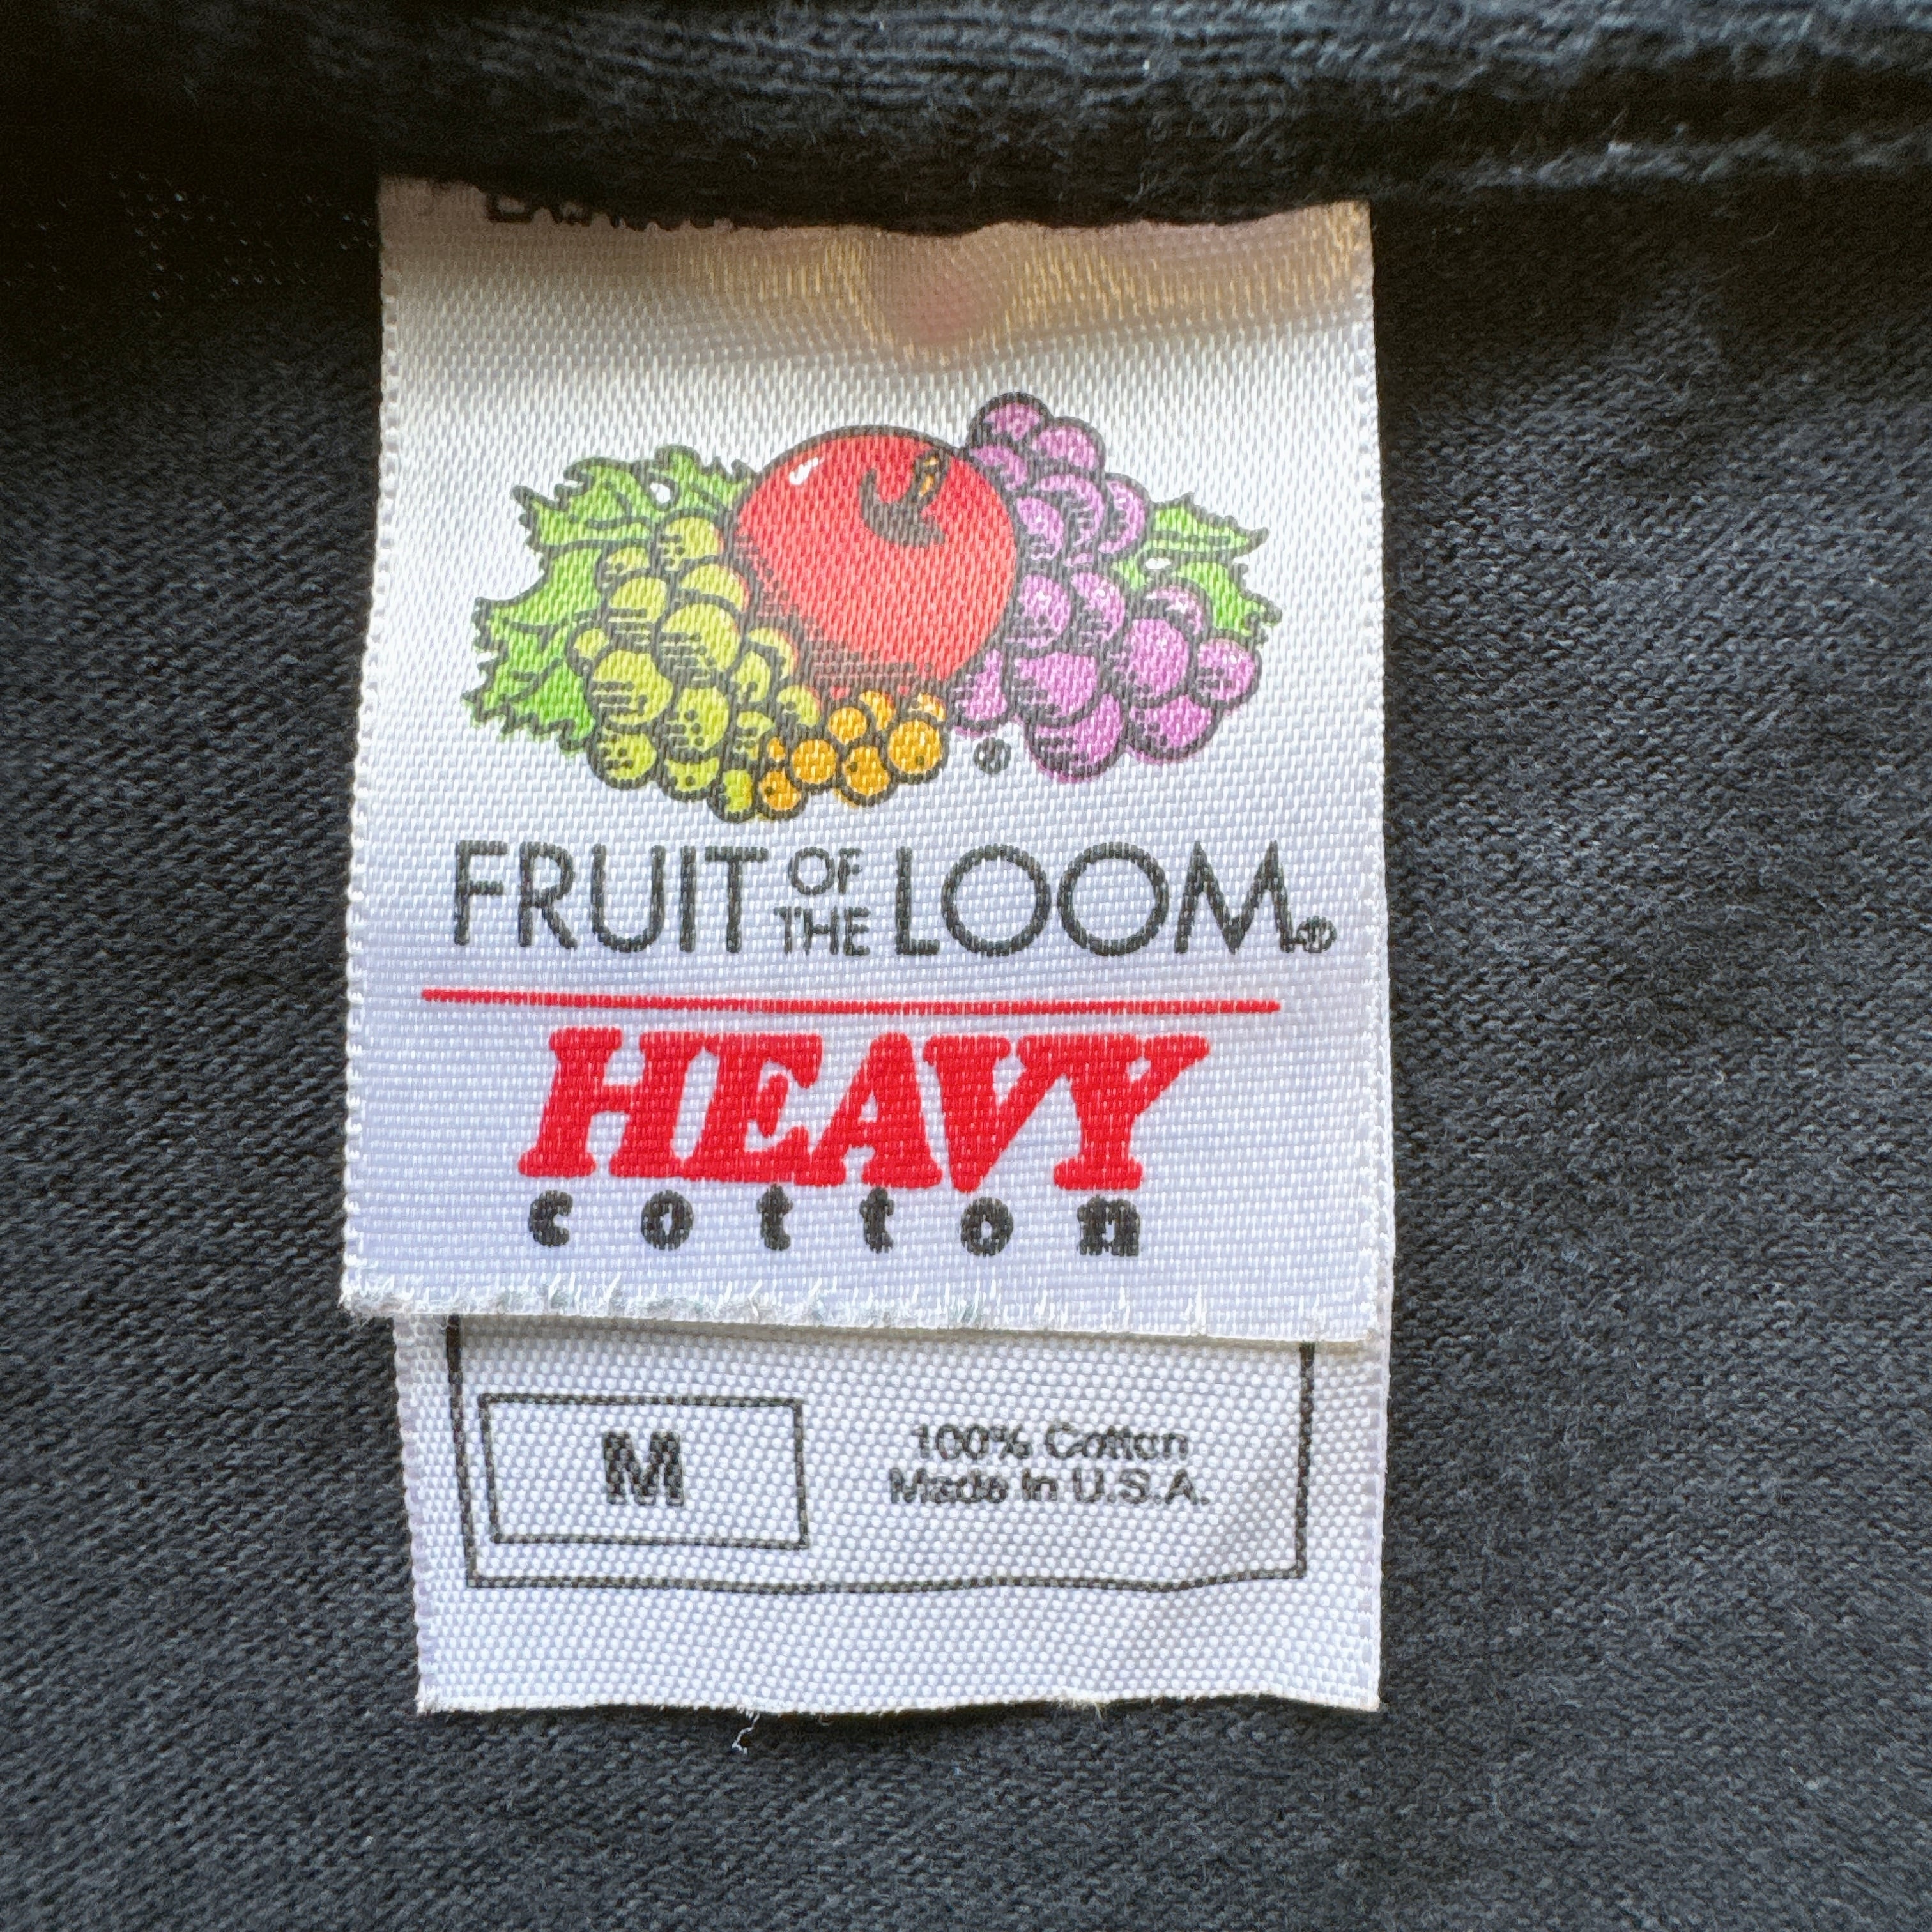 FRUIT OF THE LOOM®
HEAVY
cotton
M
100% Cotton
Made In U.S.A.